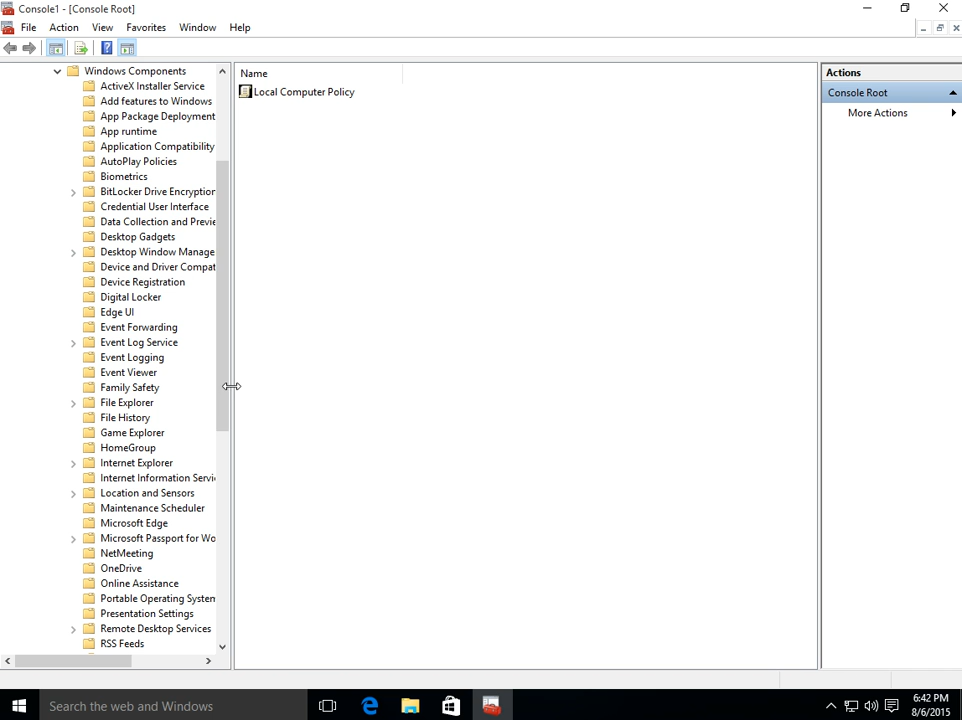 Console1 - [Console Root]
File Action View Favorites Window Help
Windows Components
ActiveX Installer Service
Add features to Windows
App Package Deployment
App runtime
Application Compatibility
AutoPlay Policies
Biometrics
BitLocker Drive Encryption
Credential User Interface
Data Collection and Previe
Desktop Gadgets
Desktop Window Manage
Device and Driver Compat
Device Registration
Digital Locker
Edge UI
Event Forwarding
Event Log Service
Event Logging
Event Viewer
Family Safety
File Explorer
File History
Game Explorer
HomeGroup
Internet Explorer
Internet Information Servi
Location and Sensors
Maintenance Scheduler
Microsoft Edge
Microsoft Passport for Wo
NetMeeting
OneDrive
Online Assistance
Portable Operating System
Presentation Settings
Remote Desktop Services
RSS Feeds
Name
Local Computer Policy
Actions
Console Root
More Actions
Search the web and Windows
6:42 PM
8/6/2015